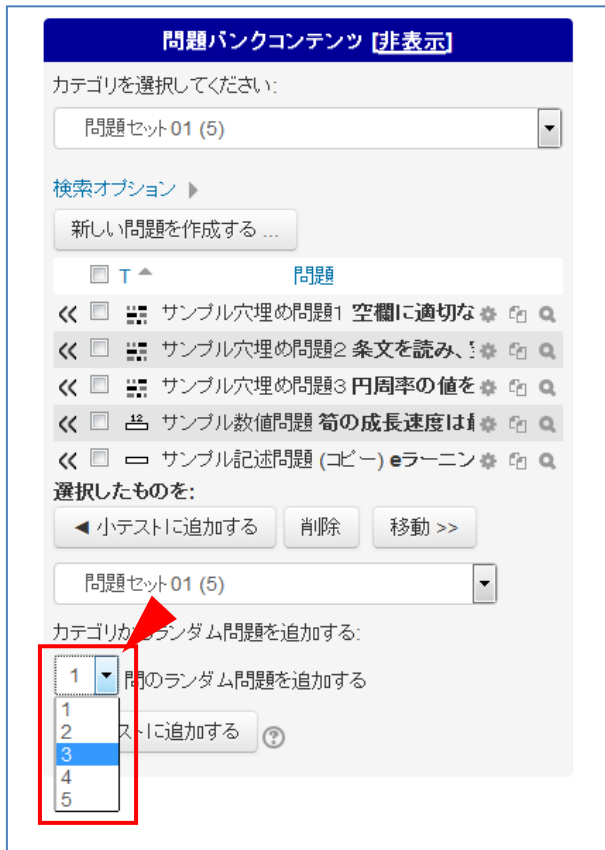 問題バンクコンテンツ [非表示]
カテゴリを選択してください:
問題セット01 (5)
検索オプション
新しい問題を作成する ...
T 問題
サンプル穴埋め問題1 空欄に適切な
サンプル穴埋め問題2 条文を読み、
サンプル穴埋め問題3 円周率の値を
12 サンプル数値問題 筍の成長速度は
サンプル記述問題 (コピー) eラーニン
選択したものを:
◄ 小テストに追加する 削除 移動 >>
問題セット01 (5)
カテゴリか ランダム問題を追加する:
1 問のランダム問題を追加する
1
2 ストに追加する ?
3
4
5